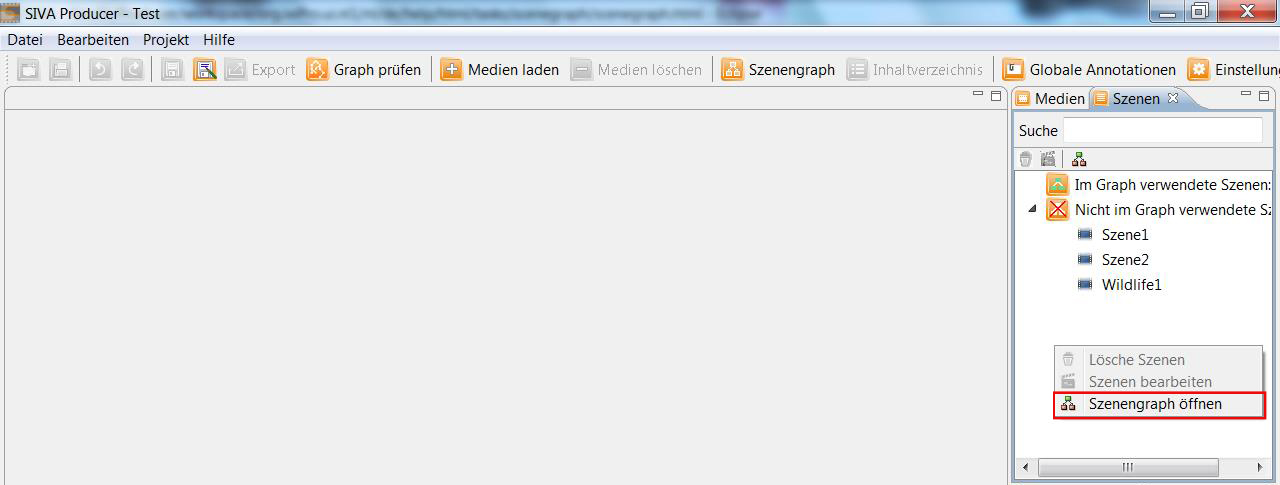 SIVA Producer - Test
Datei Bearbeiten Projekt Hilfe
Export Graph prüfen Medien laden Medien löschen Szenengraph Inhaltverzeichnis Globale Annotationen Einstellun
Medien Szenen
Suche
Im Graph verwendete Szenen:
Nicht im Graph verwendete Sz
Szene1
Szene2
Wildlife1
Lösche Szenen
Szenen bearbeiten
Szenengraph öffnen